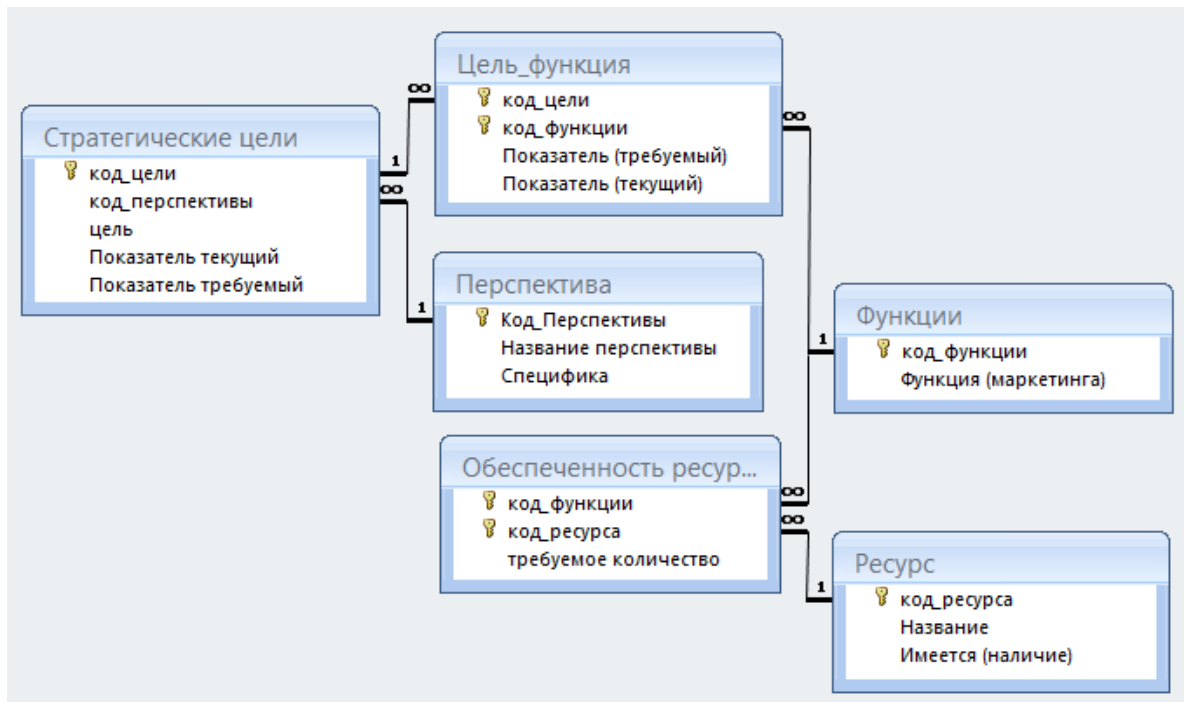 Стратегические цели
код_цели
код_перспективы
цель
Показатель текущий
Показатель требуемый
1
∞
∞
1
Цель_функция
код_цели
код_функции
Показатель (требуемый)
Показатель (текущий)
∞
Перспектива
Код_Перспективы
Название перспективы
Специфика
Обеспеченность ресур...
код_функции
код_ресурса
требуемое количество
∞
∞
1
Функции
код_функции
Функция (маркетинга)
1
Ресурс
код_ресурса
Название
Имеется (наличие)